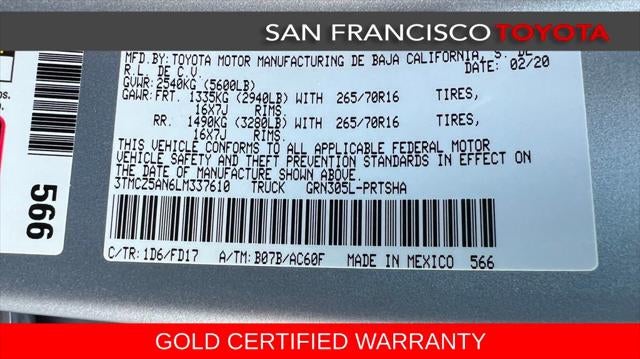 SAN FRANCISCO TOYOTA
MFD.BY:TOYOTA MOTOR MANUFACTURING DE BAJA CALIFORNIA, S. DE
R.L. DE C.V. 02/20
GVWR: 2540KG (5600LB)
GAWR:FRT. 1335KG (2940LB) WITH 265/70R16 TIRES,
16X7J RIMS.
RR. 1490KG (3280LB) WITH 265/70R16 TIRES,
16X7J RIMS.
THIS VEHICLE CONFORMS TO ALL APPLICABLE FEDERAL MOTOR
VEHICLE SAFETY AND THEFT PREVENTION STANDARDS IN EFFECT ON
THE DATE OF MANUFACTURE SHOWN ABOVE.
3TMCZ5AN6LM337610 TRUCK GRN305L-PRTSHA
C/TR: 1D6/FD17 A/TM: B07B/AC60F MADE IN MEXICO 566
566
GOLD CERTIFIED WARRANTY